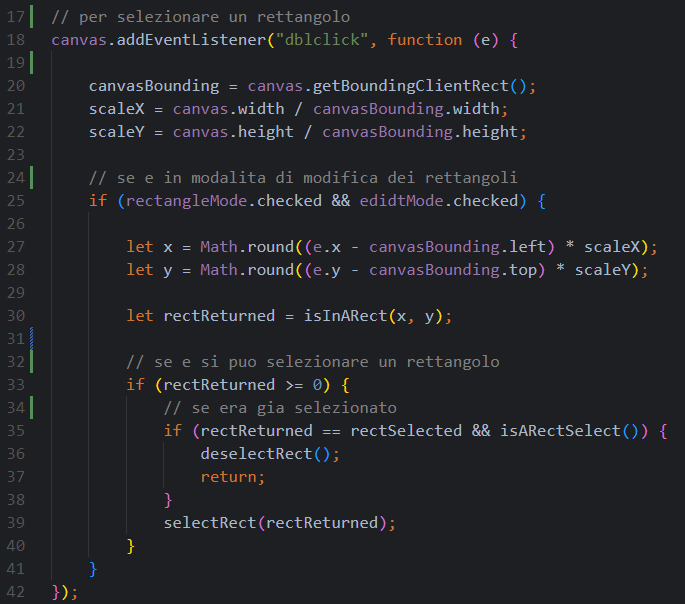 17 // per selezionare un rettangolo
18 canvas.addEventListener("dblclick", function (e) {
19
20     canvasBounding = canvas.getBoundingClientRect();
21     scaleX = canvas.width / canvasBounding.width;
22     scaleY = canvas.height / canvasBounding.height;
23
24     // se e in modalita di modifica dei rettangoli
25     if (rectangleMode.checked && edidtMode.checked) {
26
27         let x = Math.round((e.x - canvasBounding.left) * scaleX);
28         let y = Math.round((e.y - canvasBounding.top) * scaleY);
29
30         let rectReturned = isInARect(x, y);
31
32         // se e si puo selezionare un rettangolo
33         if (rectReturned >= 0) {
34             // se era gia selezionato
35             if (rectReturned == rectSelected && isARectSelect()) {
36                 deselectRect();
37                 return;
38             }
39             selectRect(rectReturned);
40         }
41     }
42 });